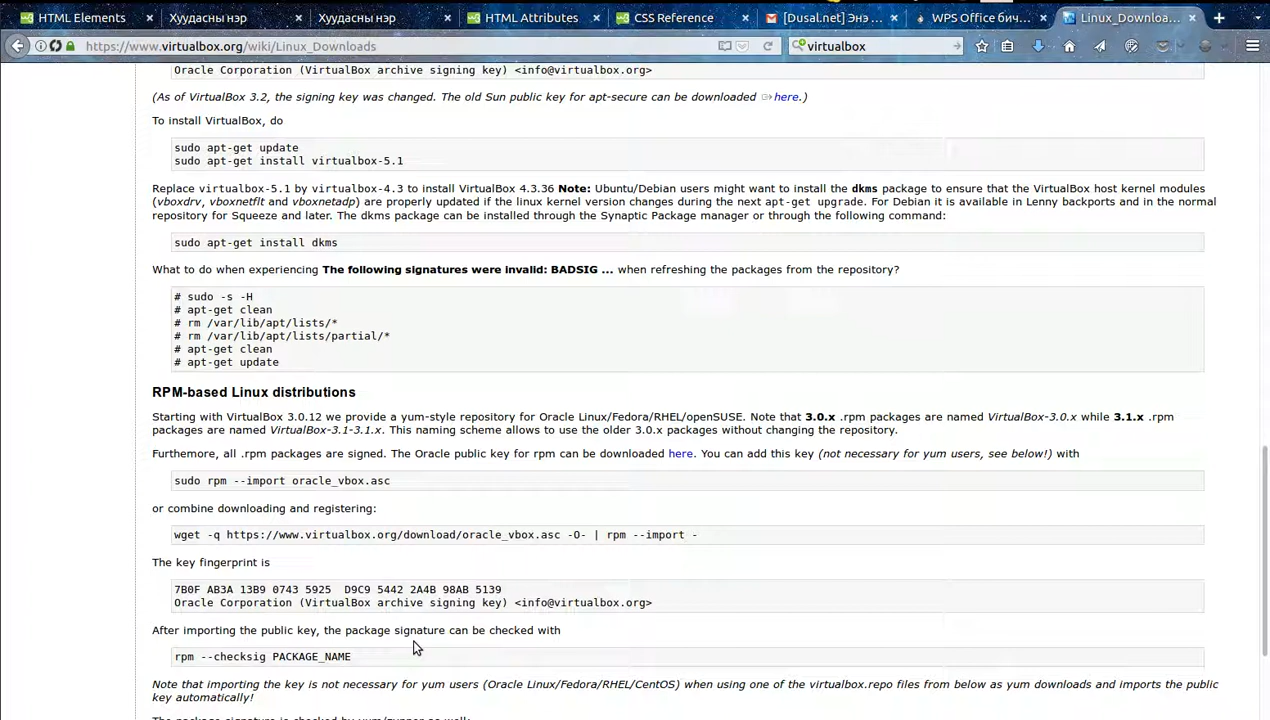 HTML Elements
Хуудасны нэр
Хуудасны нэр
HTML Attributes
CSS Reference
[Dusal.net] Энэ ...
WPS Office бич...
Linux_Downloa...
https://www.virtualbox.org/wiki/Linux_Downloads
virtualbox
Oracle Corporation (VirtualBox archive signing key) <info@virtualbox.org>
(As of VirtualBox 3.2, the signing key was changed. The old Sun public key for apt-secure can be downloaded here.)
To install VirtualBox, do
sudo apt-get update
sudo apt-get install virtualbox-5.1
Replace virtualbox-5.1 by virtualbox-4.3 to install VirtualBox 4.3.36 Note: Ubuntu/Debian users might want to install the dkms package to ensure that the VirtualBox host kernel modules
(vboxdrv, vboxnetflt and vboxnetadp) are properly updated if the linux kernel version changes during the next apt-get upgrade. For Debian it is available in Lenny backports and in the normal
repository for Squeeze and later. The dkms package can be installed through the Synaptic Package manager or through the following command:
sudo apt-get install dkms
What to do when experiencing The following signatures were invalid: BADSIG ... when refreshing the packages from the repository?
# sudo -s -H
# apt-get clean
# rm /var/lib/apt/lists/*
# rm /var/lib/apt/lists/partial/*
# apt-get clean
# apt-get update
RPM-based Linux distributions
Starting with VirtualBox 3.0.12 we provide a yum-style repository for Oracle Linux/Fedora/RHEL/openSUSE. Note that 3.0.x .rpm packages are named VirtualBox-3.0.x while 3.1.x .rpm
packages are named VirtualBox-3.1-3.1.x. This naming scheme allows to use the older 3.0.x packages without changing the repository.
Furthermore, all .rpm packages are signed. The Oracle public key for rpm can be downloaded here. You can add this key (not necessary for yum users, see below!) with
sudo rpm --import oracle_vbox.asc
or combine downloading and registering:
wget -q https://www.virtualbox.org/download/oracle_vbox.asc -O- | rpm --import -
The key fingerprint is
7B0F AB3A 13B9 0743 5925  D9C9 5442 2A4B 98AB 5139
Oracle Corporation (VirtualBox archive signing key) <info@virtualbox.org>
After importing the public key, the package signature can be checked with
rpm --checksig PACKAGE_NAME
Note that importing the key is not necessary for yum users (Oracle Linux/Fedora/RHEL/CentOS) when using one of the virtualbox.repo files from below as yum downloads and imports the public
key automatically!
The package signature is checked by yum/zypper as well: